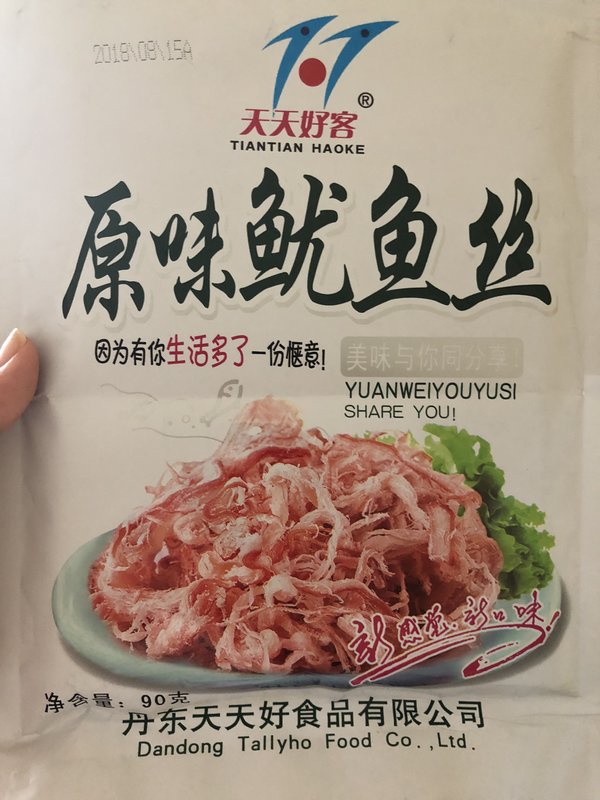 2018\08\15A
天天好客®
TIANTIAN HAOKE
原味鱿鱼丝
因为有你生活多了一份惬意!
美味与你同分享!
YUANWEIYOUYUSI
SHARE YOU!
新感觉.新口味!
净含量: 90克
丹东天天好食品有限公司
Dandong Tallyho Food Co.,Ltd.